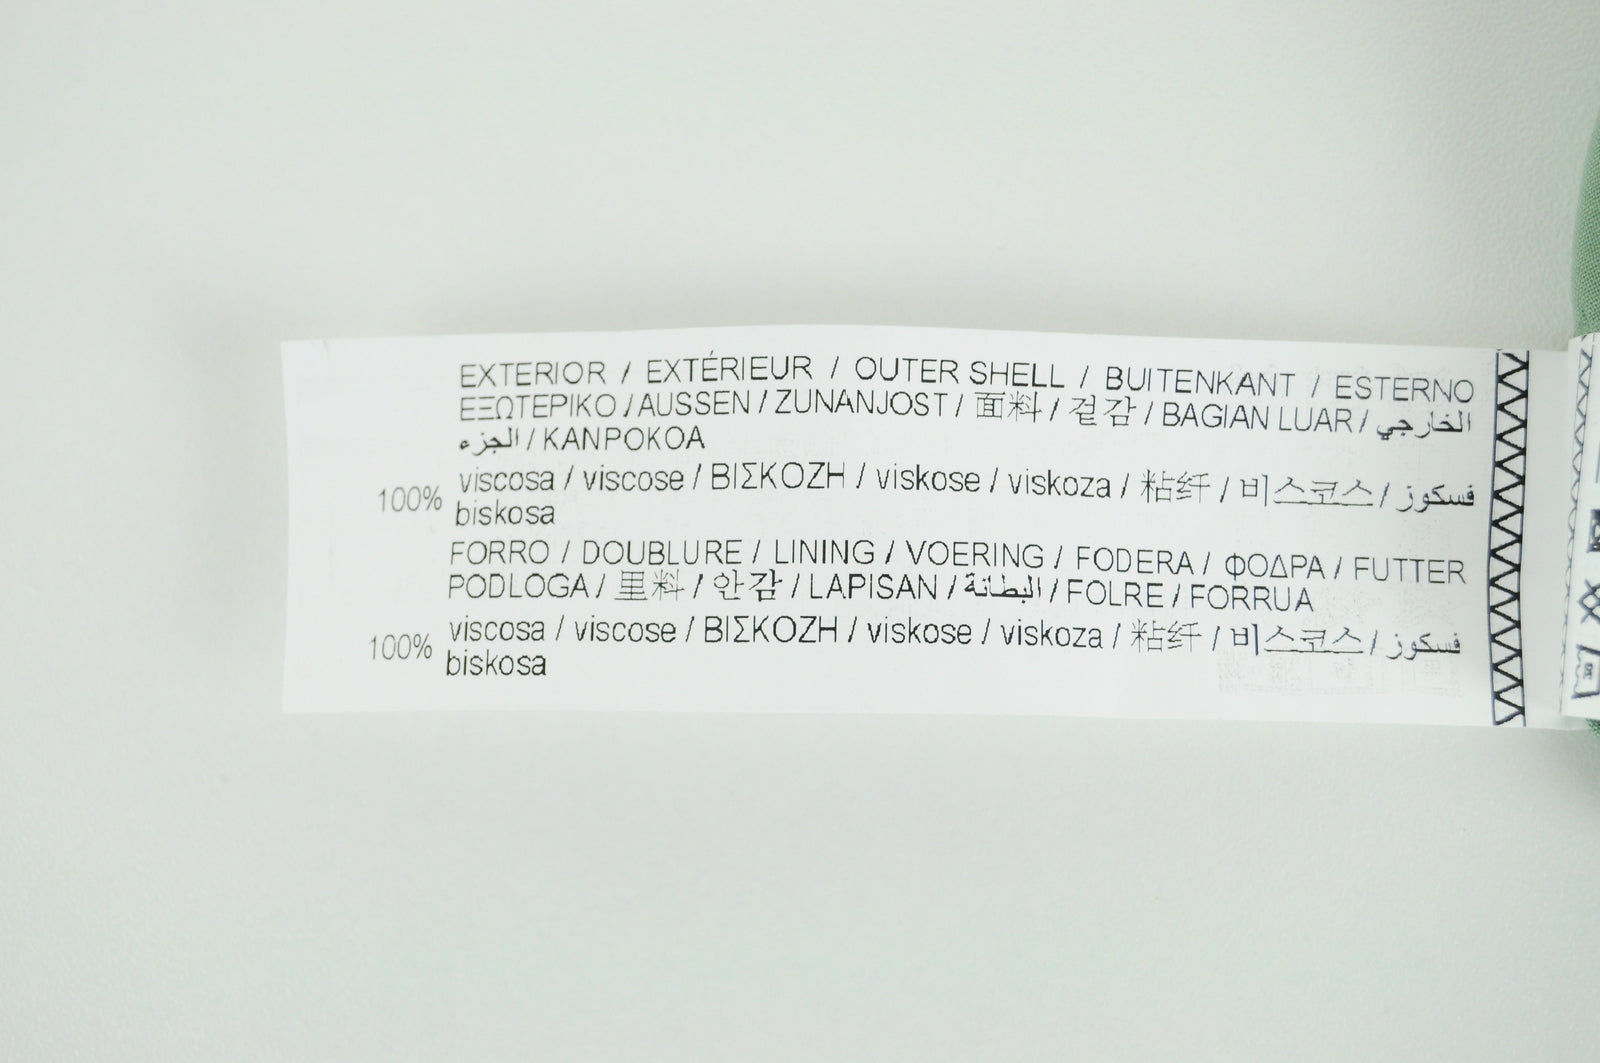 EXTERIOR / EXTÉRIEUR / OUTER SHELL / BUITENKANT / ESTERNO
ΕΞΩΤΕΡΙΚΟ / AUSSEN / ZUNANJOST / 面料 / 겉감 / BAGIAN LUAR / الخارجي
الجزء / KANPOKOA
100% viscosa / viscose / ΒΙΣΚΟΖΗ / viskose / viskoza / 粘纤 / 비스코스 / فسكوز
biskosa
FORRO / DOUBLURE / LINING / VOERING / FODERA / ΦΟΔΡΑ / FUTTER
PODLOGA / 里料 / 안감 / LAPISAN / البطانة / FOLRE / FORRUA
100% viscosa / viscose / ΒΙΣΚΟΖΗ / viskose / viskoza / 粘纤 / 비스코스 / فسكوز
biskosa